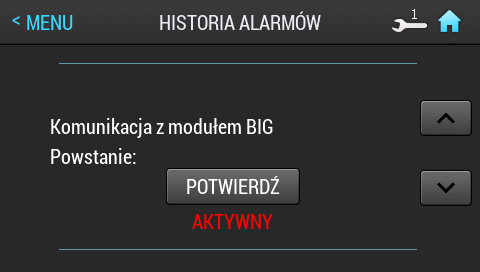 < MENU
HISTORIA ALARMÓW
1
Komunikacja z modułem BIG
Powstanie:
POTWIERDŹ
AKTYWNY